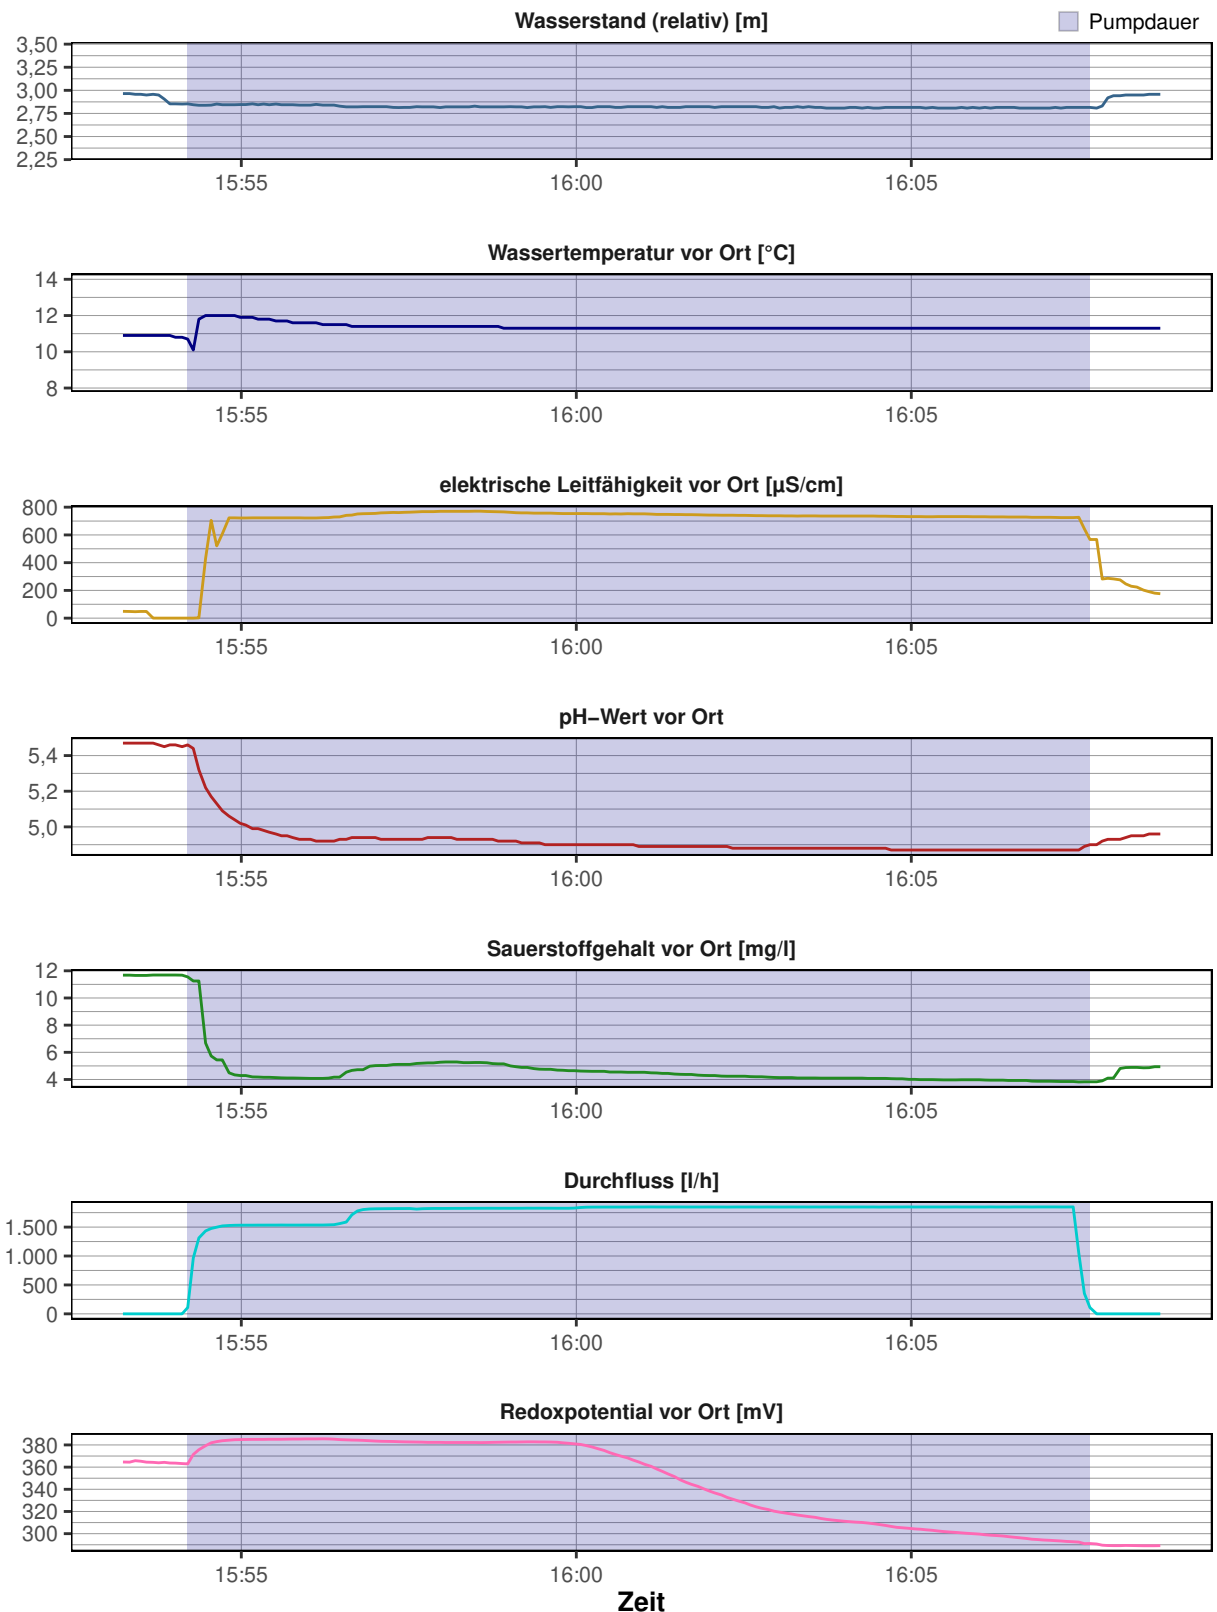 Wasserstand (relativ) [m]
Pumpdauer
3,50
3,25
3,00
2,75
2,50
2,25
15:55 16:00 16:05
Wassertemperatur vor Ort [°C]
14
12
10
8
15:55 16:00 16:05
elektrische Leitfähigkeit vor Ort [µS/cm]
800
600
400
200
0
15:55 16:00 16:05
pH−Wert vor Ort
5,4
5,2
5,0
15:55 16:00 16:05
Sauerstoffgehalt vor Ort [mg/l]
12
10
8
6
4
15:55 16:00 16:05
Durchfluss [l/h]
1.500
1.000
500
0
15:55 16:00 16:05
Redoxpotential vor Ort [mV]
380
360
340
320
300
15:55 16:00 16:05
Zeit